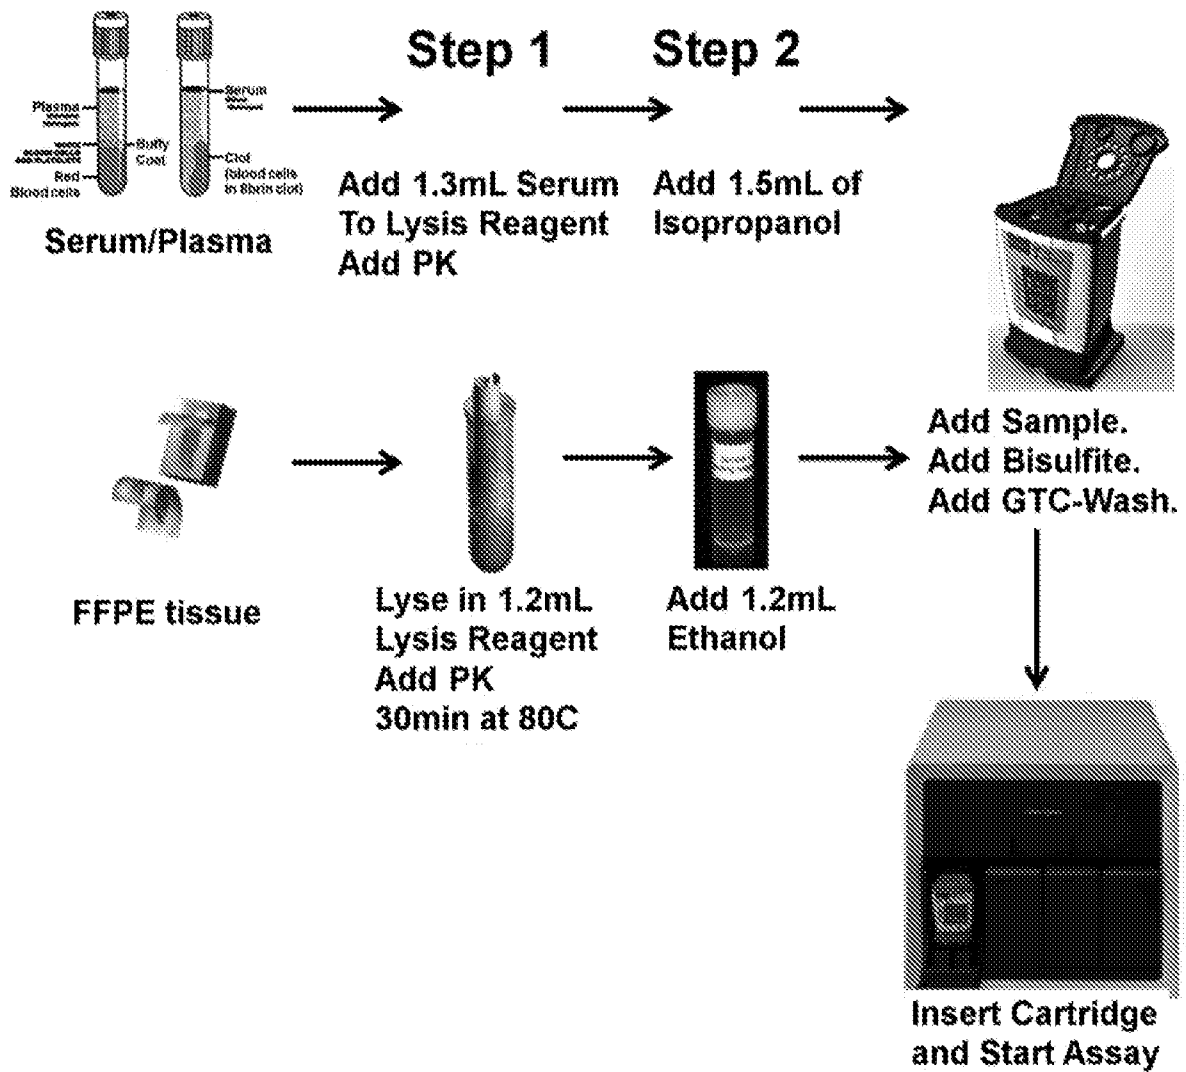 Step 1
Step 2
Plasma
Buffy
Coat
Red
Blood cells
Serum
Clot
(blood cells
in fibrin clot)
Serum/Plasma
Add 1.3mL Serum
To Lysis Reagent
Add PK
Add 1.5mL of
Isopropanol
FFPE tissue
Lyse in 1.2mL
Lysis Reagent
Add PK
30min at 80C
Add 1.2mL
Ethanol
Add Sample.
Add Bisulfite.
Add GTC-Wash.
Insert Cartridge
and Start Assay